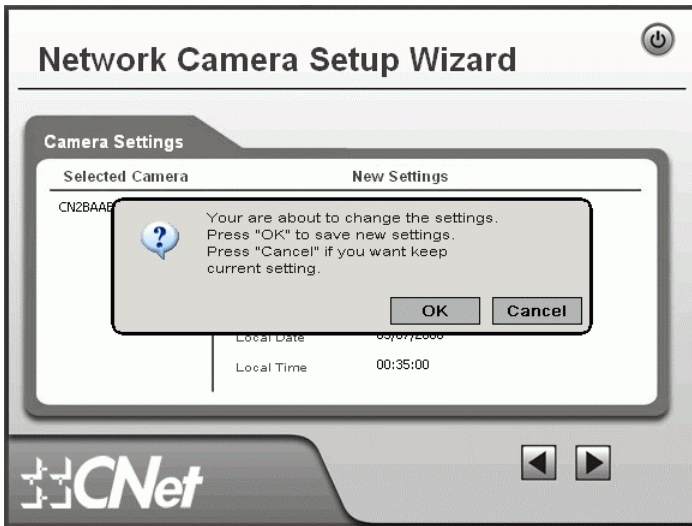 Network Camera Setup Wizard
Camera Settings
Selected Camera New Settings
Your are about to change the settings.
Press "OK" to save new settings.
Press "Cancel" if you want keep
current setting.
OK Cancel
Local Date
Local Time 00:35:00
CNet